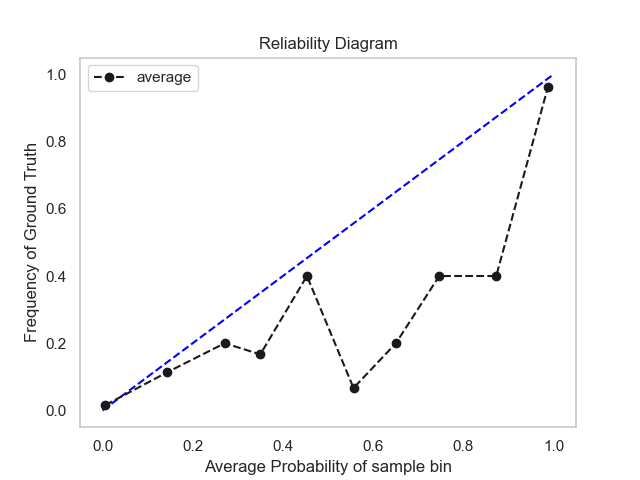 Reliability Diagram
average
Frequency of Ground Truth
1.0
0.8
0.6
0.4
0.2
0.0
0.0 0.2 0.4 0.6 0.8 1.0
Average Probability of sample bin